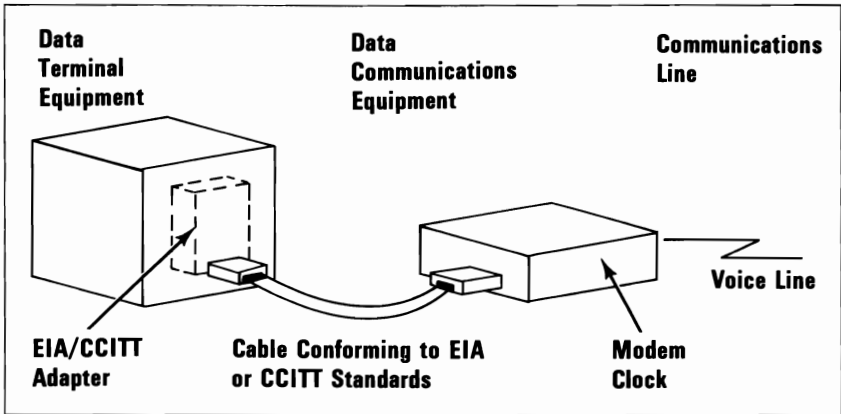 Data
Terminal
Equipment
Data
Communications
Equipment
Communications
Line
Voice Line
EIA/CCITT
Adapter
Cable Conforming to EIA
or CCITT Standards
Modem
Clock